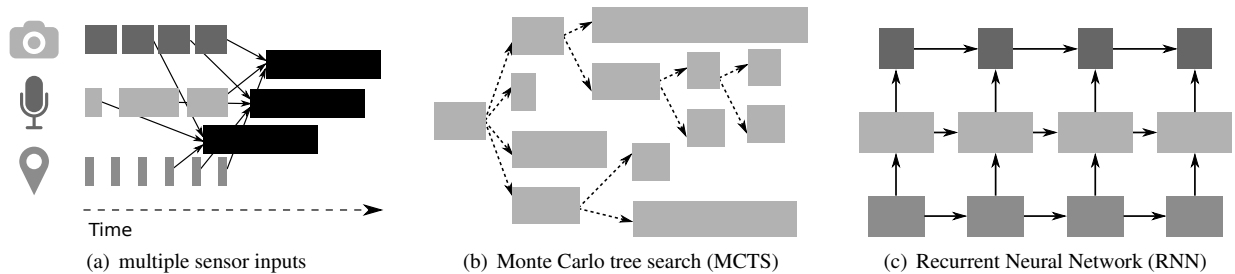 Time
(a) multiple sensor inputs
(b) Monte Carlo tree search (MCTS)
(c) Recurrent Neural Network (RNN)